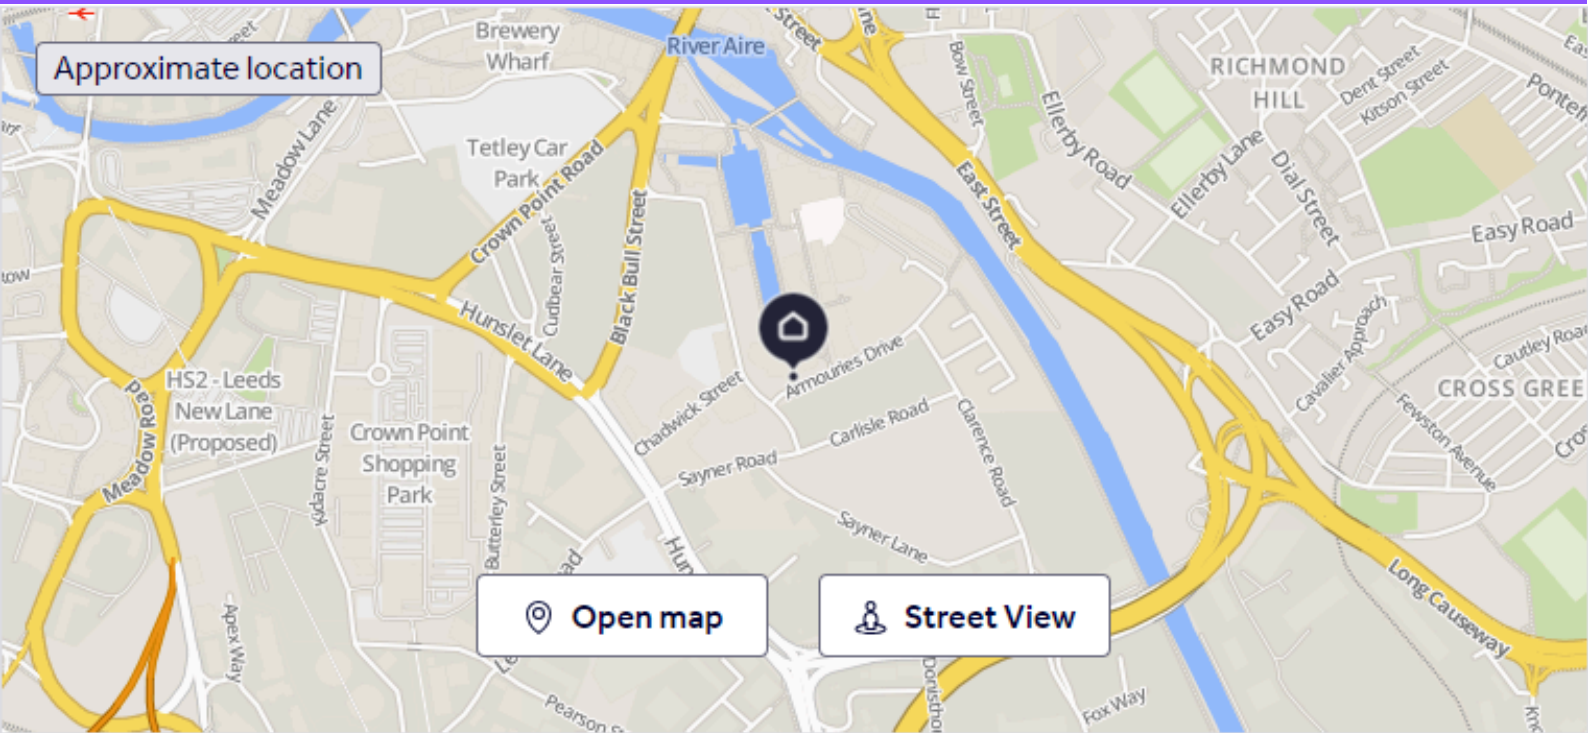 Approximate location
Brewery
Wharf
River Aire
Street
Bow Street
RICHMOND
HILL
Dent Street
Kitson Street
Meadow Lane
Tetley Car
Park
Crown Point Road
Ellerby Road
Ellerby Lane
Dial Street
East Street
Easy Road
Cudbear Street
Black Bull Street
Hunslet Lane
Easy Road
Cavalier Approach
Armouries Drive
HS2 - Leeds
New Lane
(Proposed)
Meadow Road
Chadwick Street
Carlisle Road
Clarence Road
CROSS GREE
Fewston Avenue
Kidacre Street
Crown Point
Shopping
Park
Sayner Road
Butterley Street
Sayner Lane
Open map
Street View
Long Causeway
Apex Way
Pearson S
Fox Way